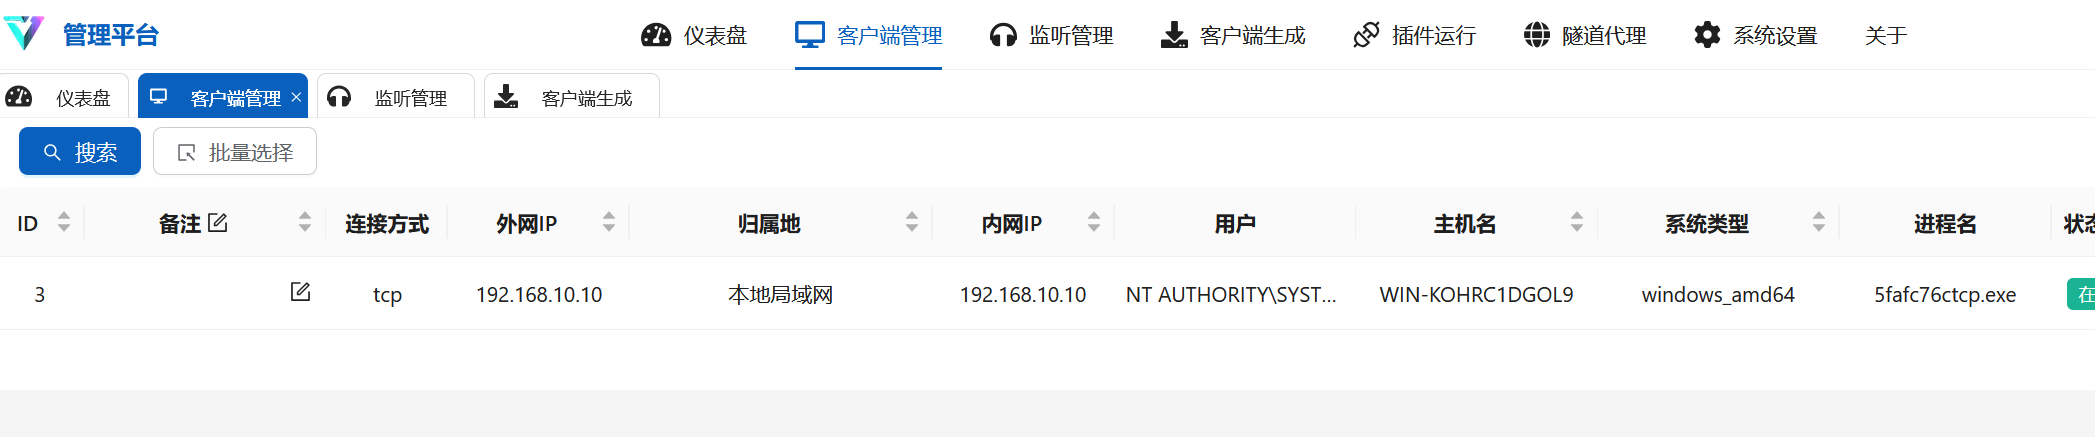 管理平台 仪表盘 客户端管理 监听管理 客户端生成 插件运行 隧道代理 系统设置 关于
仪表盘 客户端管理 × 监听管理 客户端生成
搜索 批量选择
ID 备注 连接方式 外网IP 归属地 内网IP 用户 主机名 系统类型 进程名 状态
3 tcp 192.168.10.10 本地局域网 192.168.10.10 NT AUTHORITY\SYST... WIN-KOHRC1DGOL9 windows_amd64 5fafc76ctcp.exe 在